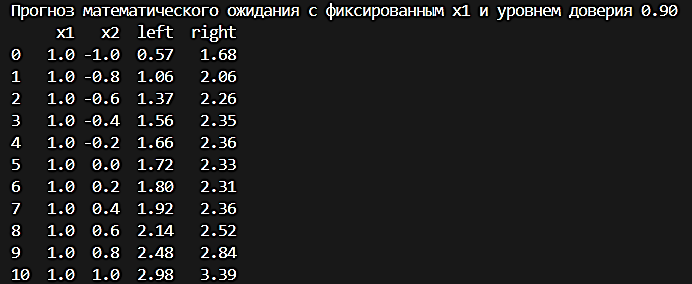 Прогноз математического ожидания с фиксированным x1 и уровнем доверия 0.90
x1 x2 left right
0 1.0 -1.0 0.57 1.68
1 1.0 -0.8 1.06 2.06
2 1.0 -0.6 1.37 2.26
3 1.0 -0.4 1.56 2.35
4 1.0 -0.2 1.66 2.36
5 1.0 0.0 1.72 2.33
6 1.0 0.2 1.80 2.31
7 1.0 0.4 1.92 2.36
8 1.0 0.6 2.14 2.52
9 1.0 0.8 2.48 2.84
10 1.0 1.0 2.98 3.39